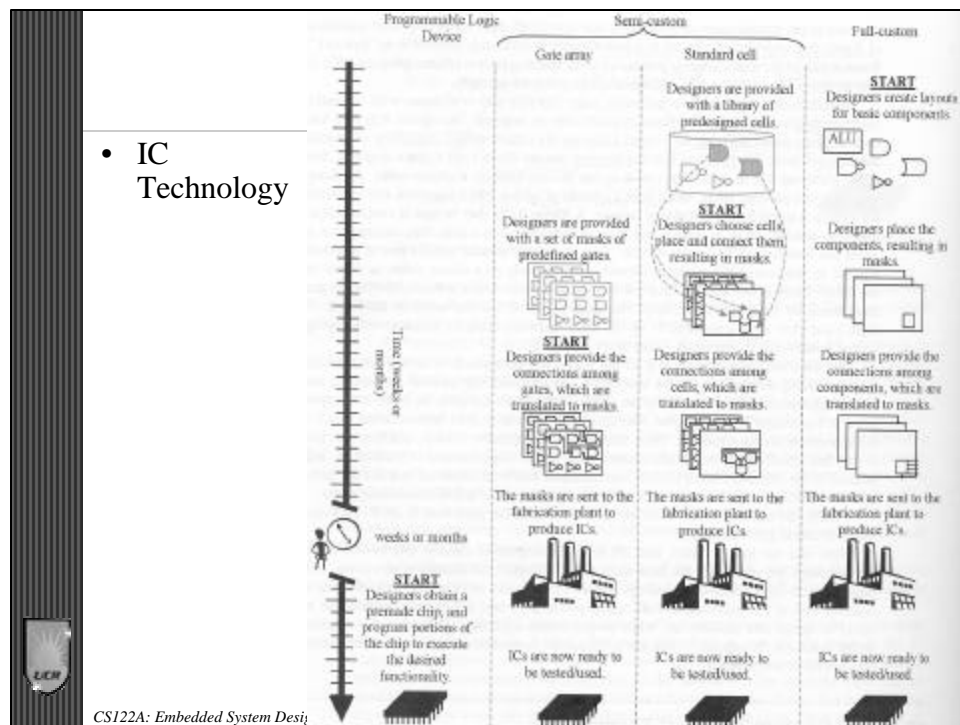 Programmable Logic
Device
Semi-custom
Full-custom
Gate array
Standard cell
• IC
Technology
Time (weeks or
months)
weeks or months
START
Designers obtain a
premade chip, and
program portions of
the chip to execute
the desired
functionality.
Designers are provided
with a set of masks of
predefined gates.
START
Designers provide the
connections among
gates, which are
translated to masks.
The masks are sent to the
fabrication plant to
produce ICs.
ICs are now ready to
be tested/used.
Designers are provided
with a library of
predesigned cells.
START
Designers choose cells,
place and connect them,
resulting in masks.
Designers provide the
connections among
cells, which are
translated to masks.
The masks are sent to the
fabrication plant to
produce ICs.
ICs are now ready to
be tested/used.
START
Designers create layouts
for basic components.
ALU
Designers place the
components, resulting in
masks.
Designers provide the
connections among
components, which are
translated to masks.
The masks are sent to the
fabrication plant to
produce ICs.
ICs are now ready to
be tested/used.
UCR
CS122A: Embedded System Desig